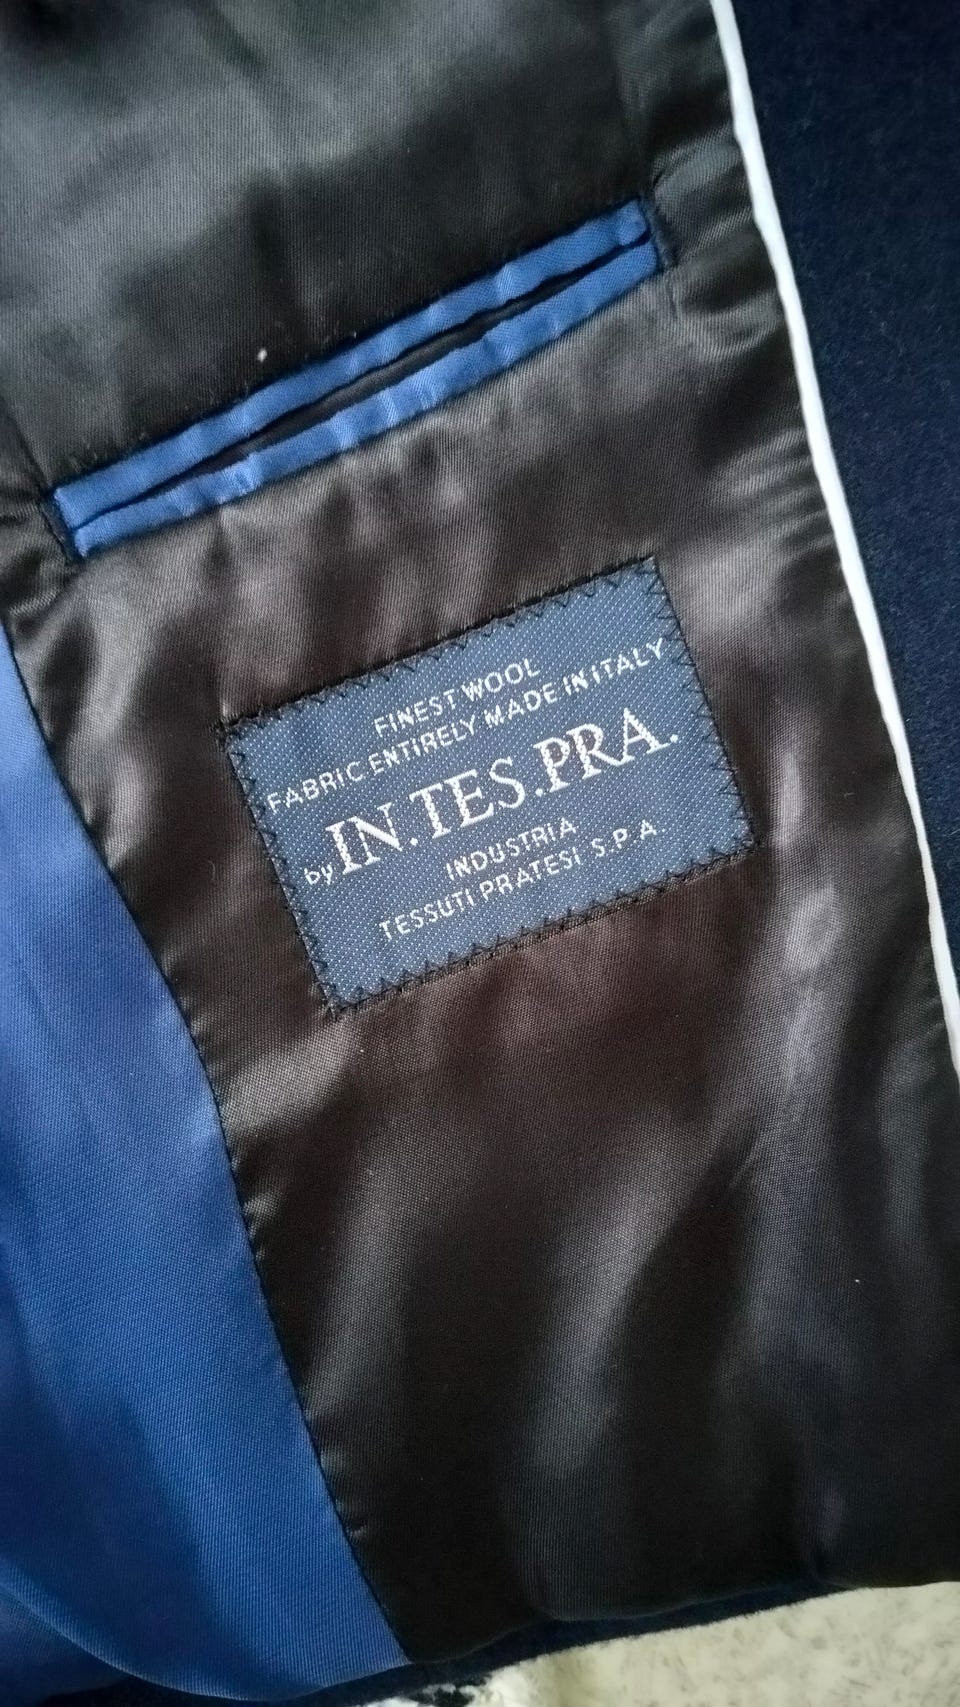 FINEST WOOL
FABRIC ENTIRELY MADE IN ITALY
by IN.TES.PRA.
INDUSTRIA
TESSUTI PRATESI S.P.A.